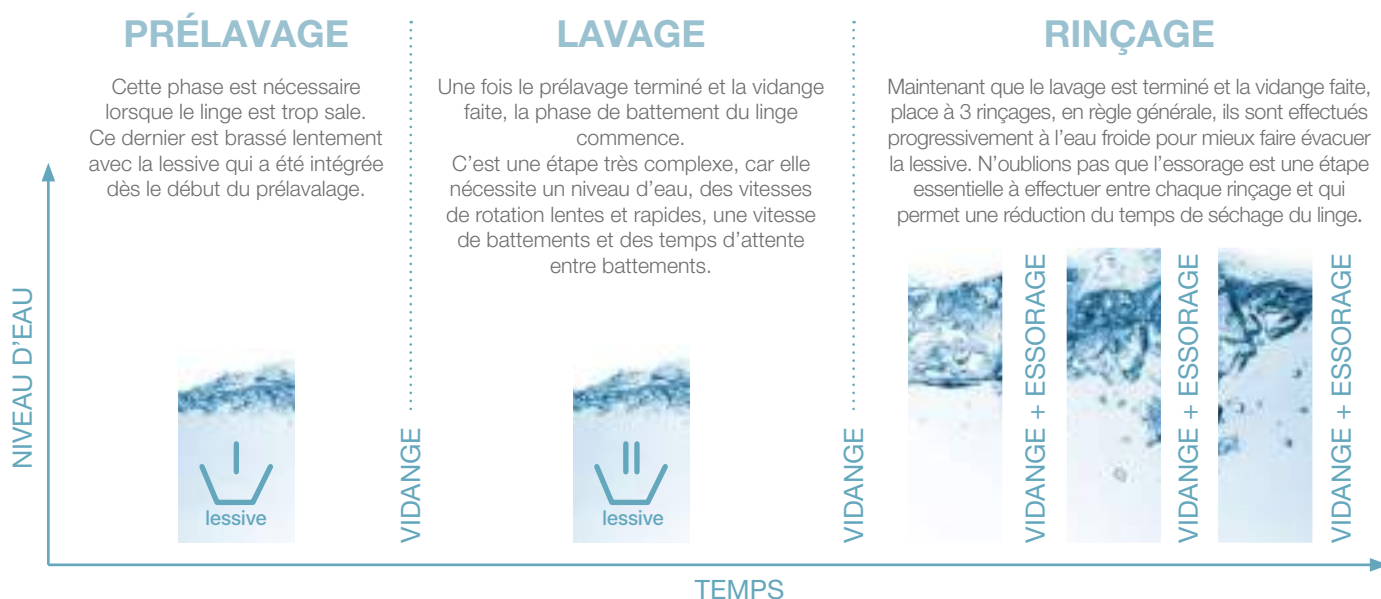 PRÉLAVAGE
Cette phase est nécessaire
lorsque le linge est trop sale.
Ce dernier est brassé lentement
avec la lessive qui a été intégrée
dès le début du prélavalage.
LAVAGE
Une fois le prélavage terminé et la vidange
faite, la phase de battement du linge
commence.
C’est une étape très complexe, car elle
nécessite un niveau d’eau, des vitesses
de rotation lentes et rapides, une vitesse
de battements et des temps d’attente
entre battements.
RINÇAGE
Maintenant que le lavage est terminé et la vidange faite,
place à 3 rinçages, en règle générale, ils sont effectués
progressivement à l’eau froide pour mieux faire évacuer
la lessive. N’oublions pas que l’essorage est une étape
essentielle à effectuer entre chaque rinçage et qui
permet une réduction du temps de séchage du linge.
NIVEAU D’EAU
I
lessive
VIDANGE
II
lessive
VIDANGE
VIDANGE + ESSORAGE
VIDANGE + ESSORAGE
VIDANGE + ESSORAGE
TEMPS